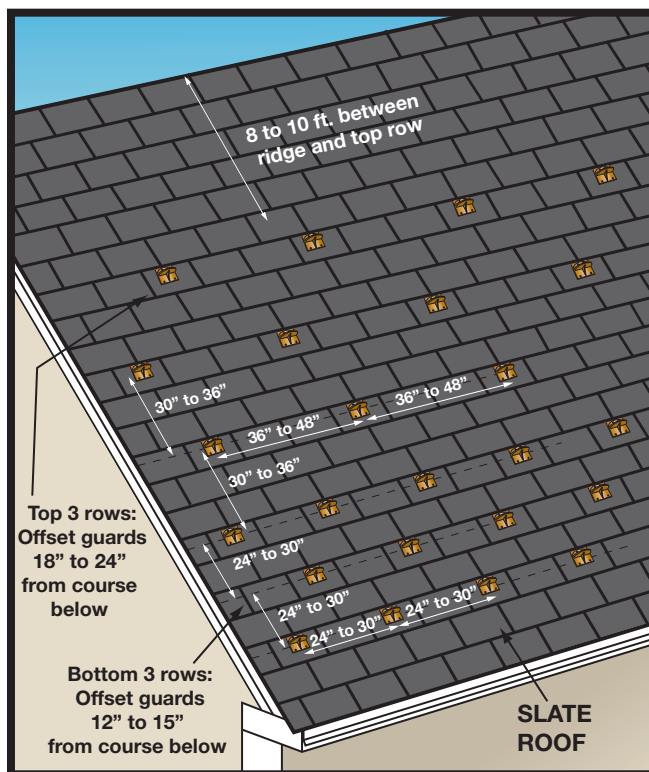 8 to 10 ft. between
ridge and top row
30” to 36”
36” to 48”
36” to 48”
30” to 36”
Top 3 rows:
Offset guards
18” to 24”
from course
below
24” to 30”
24” to 30”
24” to 30”
24” to 30”
Bottom 3 rows:
Offset guards
12” to 15”
from course below
SLATE
ROOF